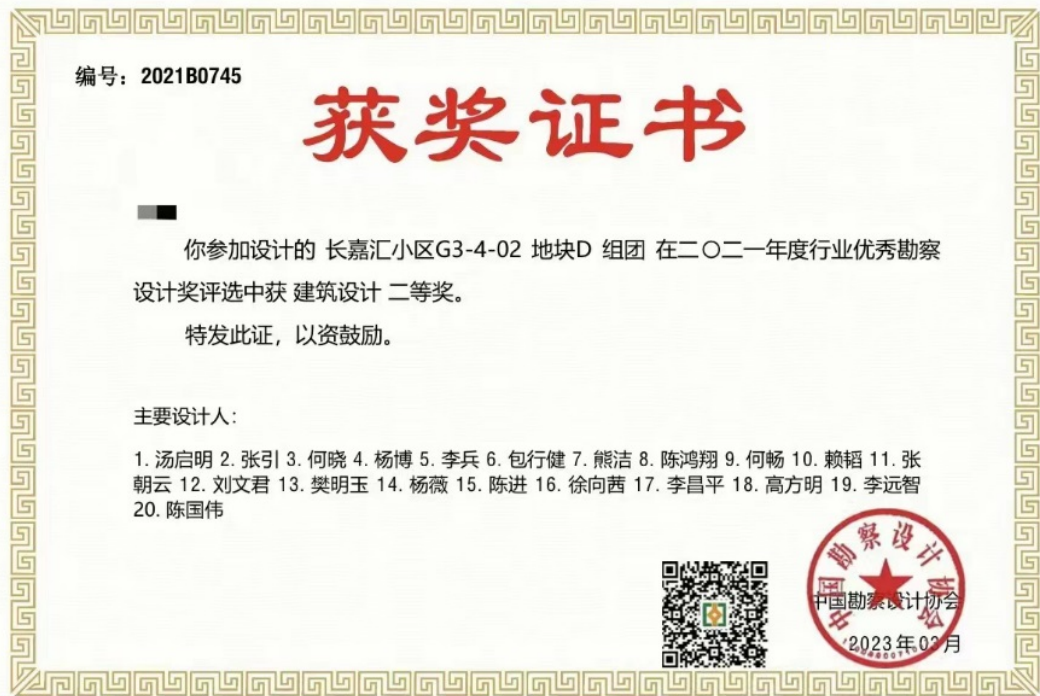 编号：2021B0745
获奖证书
你参加设计的 长嘉汇小区G3-4-02 地块D 组团 在二〇二一年度行业优秀勘察
设计奖评选中获 建筑设计 二等奖。
特发此证，以资鼓励。
主要设计人：
1. 汤启明 2. 张引 3. 何晓 4. 杨博 5. 李兵 6. 包行健 7. 熊洁 8. 陈鸿翔 9. 何畅 10. 赖韬 11. 张
朝云 12. 刘文君 13. 樊明玉 14. 杨薇 15. 陈进 16. 徐向茜 17. 李昌平 18. 高方明 19. 李远智
20. 陈国伟
中国勘察设计协会
中国勘察设计协会
2023年03月